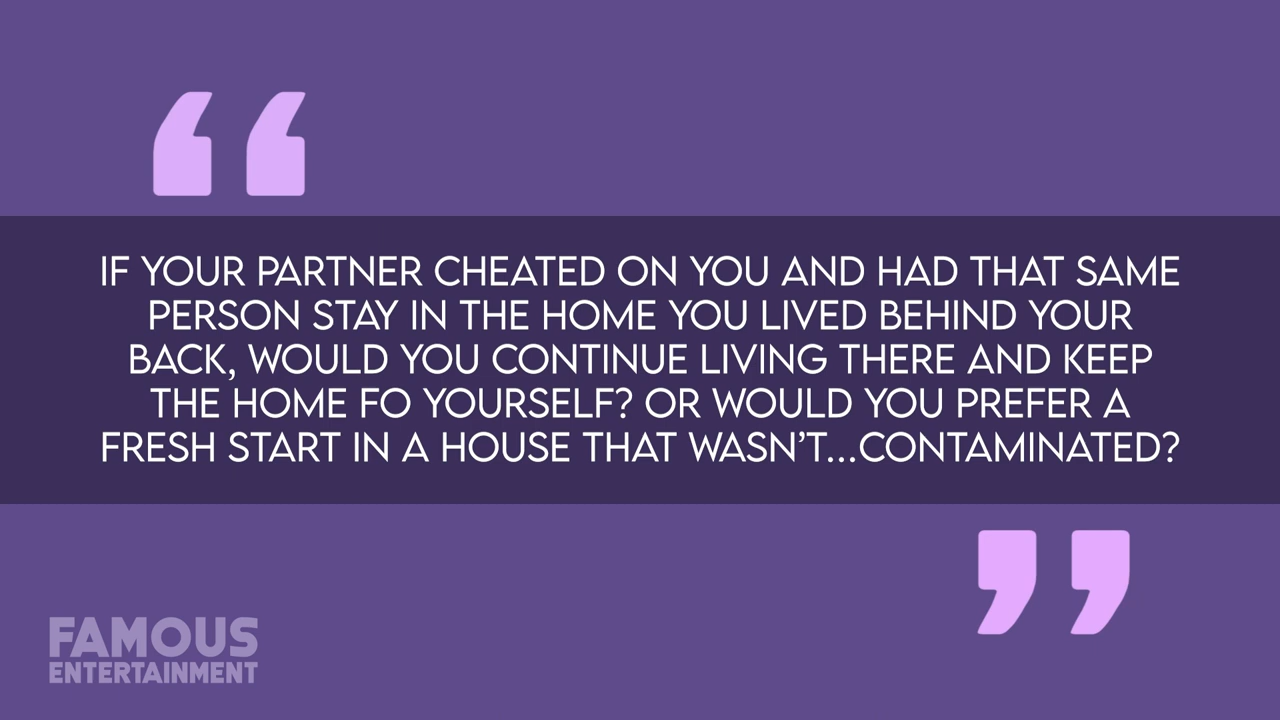 “
IF YOUR PARTNER CHEATED ON YOU AND HAD THAT SAME
PERSON STAY IN THE HOME YOU LIVED BEHIND YOUR
BACK, WOULD YOU CONTINUE LIVING THERE AND KEEP
THE HOME FO YOURSELF? OR WOULD YOU PREFER A
FRESH START IN A HOUSE THAT WASN’T...CONTAMINATED?
”
FAMOUS
ENTERTAINMENT